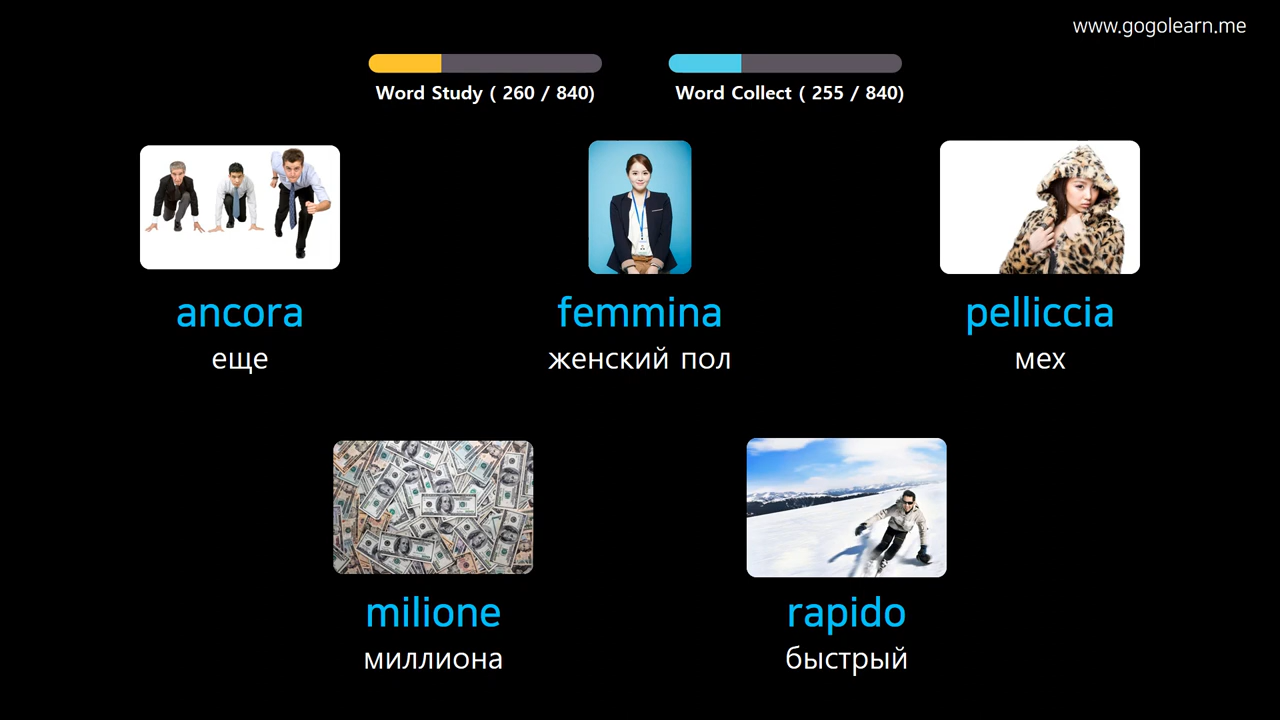 www.gogolearn.me
Word Study ( 260 / 840)
Word Collect ( 255 / 840)
ancora
еще
femmina
женский пол
pelliccia
мех
milione
миллиона
rapido
быстрый